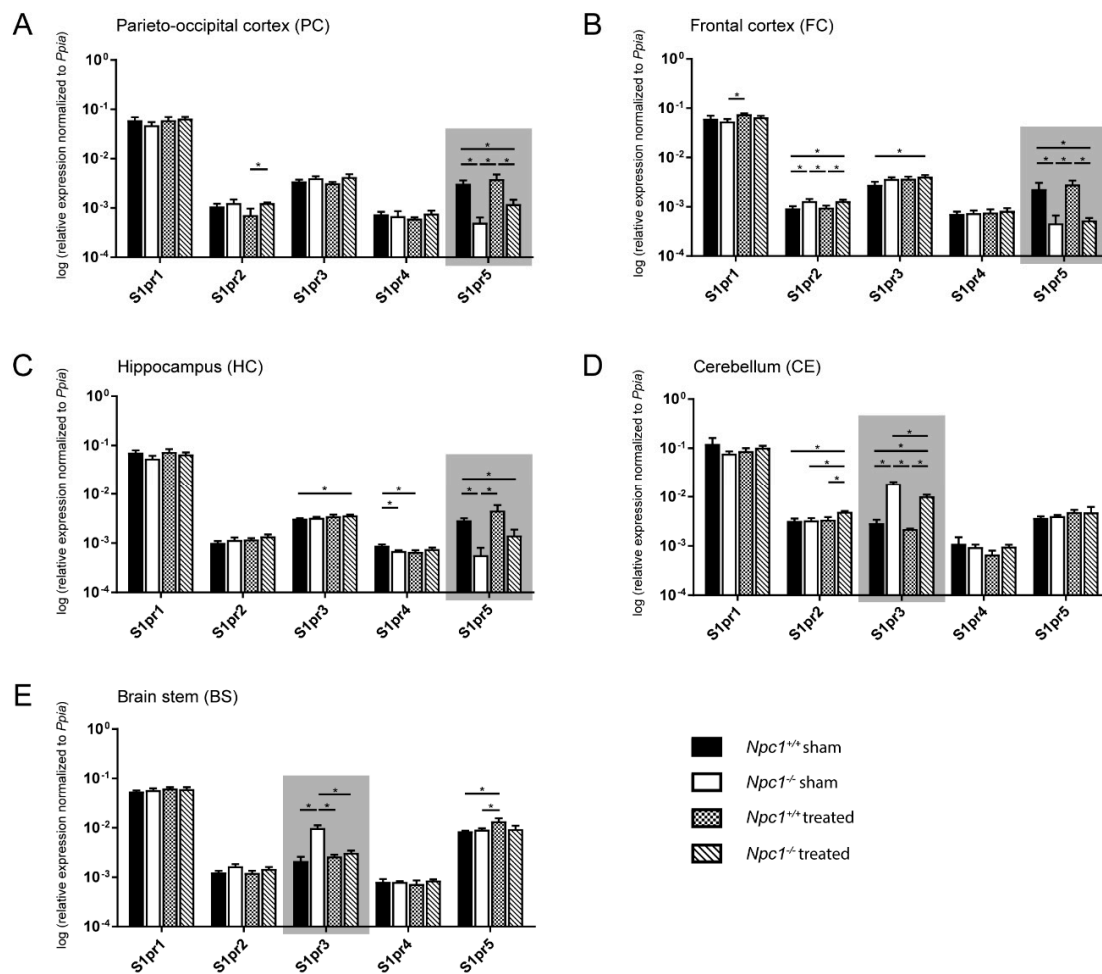 A Parieto-occipital cortex (PC)
log (relative expression normalized to Ppia)
10⁰
10⁻¹
10⁻²
10⁻³
10⁻⁴
* * * * * *
S1pr1 S1pr2 S1pr3 S1pr4 S1pr5
B Frontal cortex (FC)
log (relative expression normalized to Ppia)
10⁰
10⁻¹
10⁻²
10⁻³
10⁻⁴
* * * * * * * * * *
S1pr1 S1pr2 S1pr3 S1pr4 S1pr5
C Hippocampus (HC)
log (relative expression normalized to Ppia)
10⁰
10⁻¹
10⁻²
10⁻³
10⁻⁴
* * * * * *
S1pr1 S1pr2 S1pr3 S1pr4 S1pr5
D Cerebellum (CE)
log (relative expression normalized to Ppia)
10⁰
10⁻¹
10⁻²
10⁻³
10⁻⁴
* * * * * * * *
S1pr1 S1pr2 S1pr3 S1pr4 S1pr5
E Brain stem (BS)
log (relative expression normalized to Ppia)
10⁰
10⁻¹
10⁻²
10⁻³
10⁻⁴
* * * * *
S1pr1 S1pr2 S1pr3 S1pr4 S1pr5
Npc1⁺/⁺ sham
Npc1⁻/⁻ sham
Npc1⁺/⁺ treated
Npc1⁻/⁻ treated